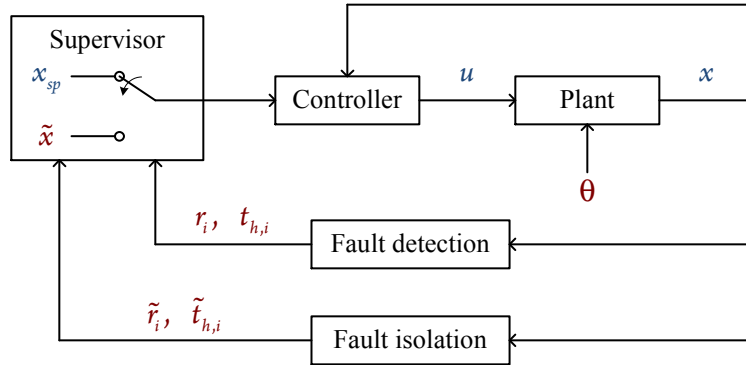 Supervisor
x_sp
x̃
Controller
u
Plant
x
θ
r_i, t_h,i
Fault detection
r̃_i, t̃_h,i
Fault isolation